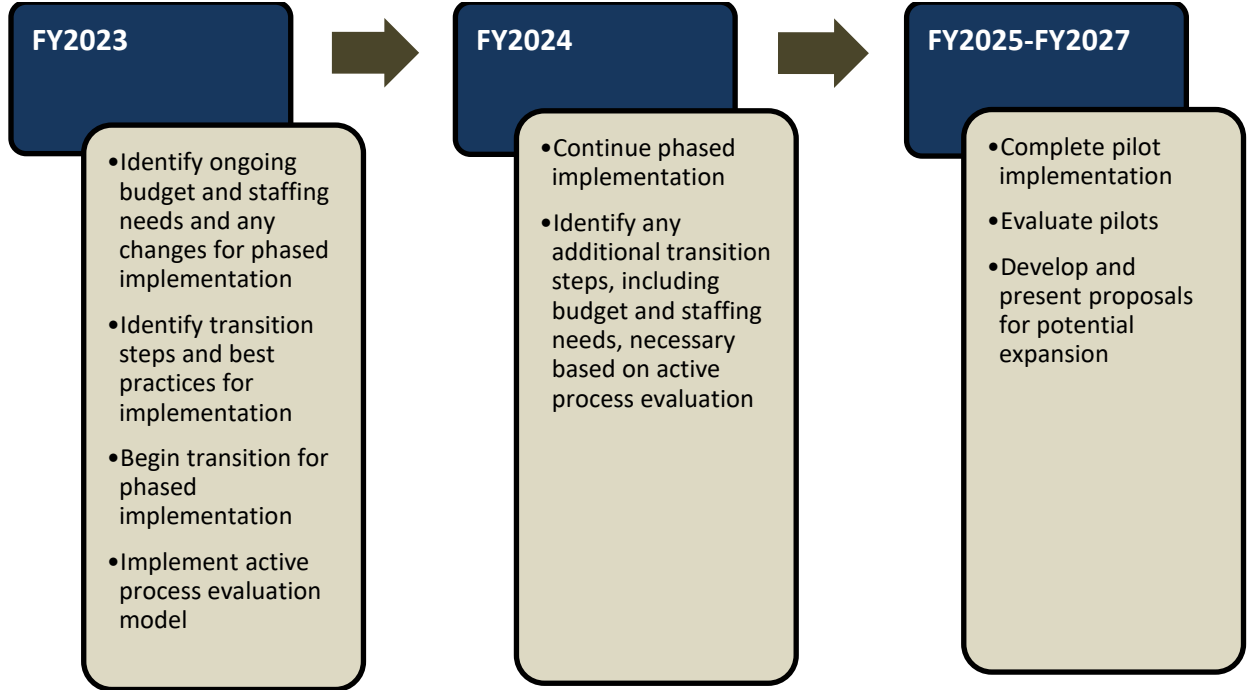 FY2023
•Identify ongoing
budget and staffing
needs and any
changes for phased
implementation
•Identify transition
steps and best
practices for
implementation
•Begin transition for
phased
implementation
•Implement active
process evaluation
model
FY2024
•Continue phased
implementation
•Identify any
additional transition
steps, including
budget and staffing
needs, necessary
based on active
process evaluation
FY2025-FY2027
•Complete pilot
implementation
•Evaluate pilots
•Develop and
present proposals
for potential
expansion